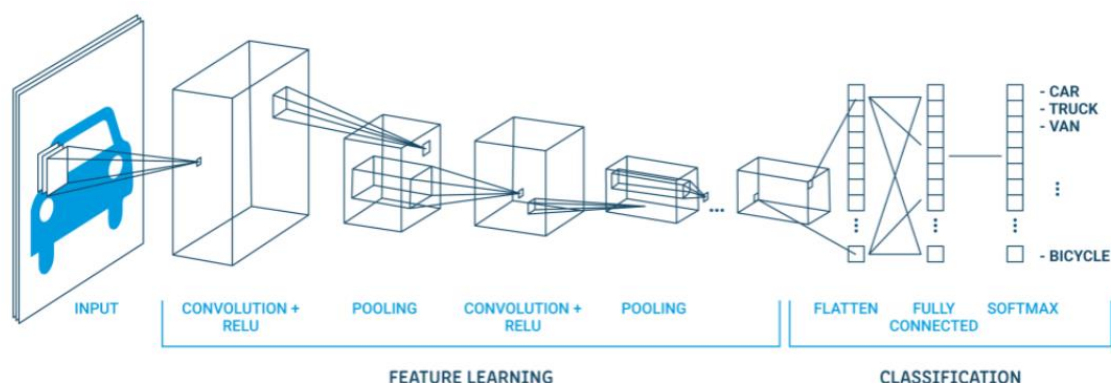 - CAR
- TRUCK
- VAN
- BICYCLE
INPUT
CONVOLUTION +
RELU
POOLING
CONVOLUTION +
RELU
POOLING
FLATTEN
FULLY
CONNECTED
SOFTMAX
FEATURE LEARNING
CLASSIFICATION